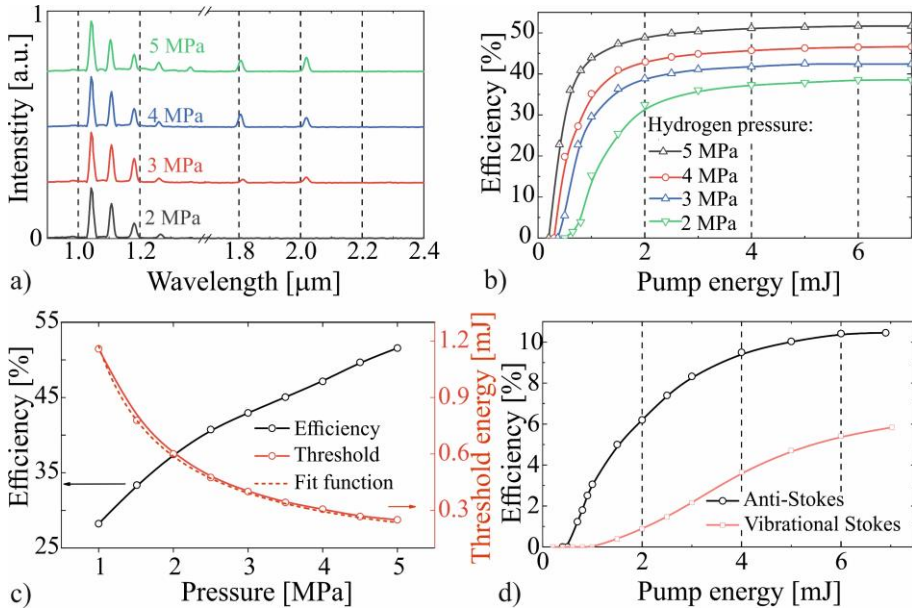 1
Intenstity [a.u.]
0
5 MPa
4 MPa
3 MPa
2 MPa
1.0 1.2 1.8 2.0 2.2 2.4
Wavelength [μm]
a)
50
40
30
20
10
0
Efficiency [%]
Hydrogen pressure:
5 MPa
4 MPa
3 MPa
2 MPa
0 2 4 6
Pump energy [mJ]
b)
55
45
35
25
Efficiency [%]
Efficiency
Threshold
Fit function
1.2
0.9
0.6
0.3
Threshold energy [mJ]
1 2 3 4 5
Pressure [MPa]
c)
10
8
6
4
2
0
Efficiency [%]
Anti-Stokes
Vibrational Stokes
0 2 4 6
Pump energy [mJ]
d)